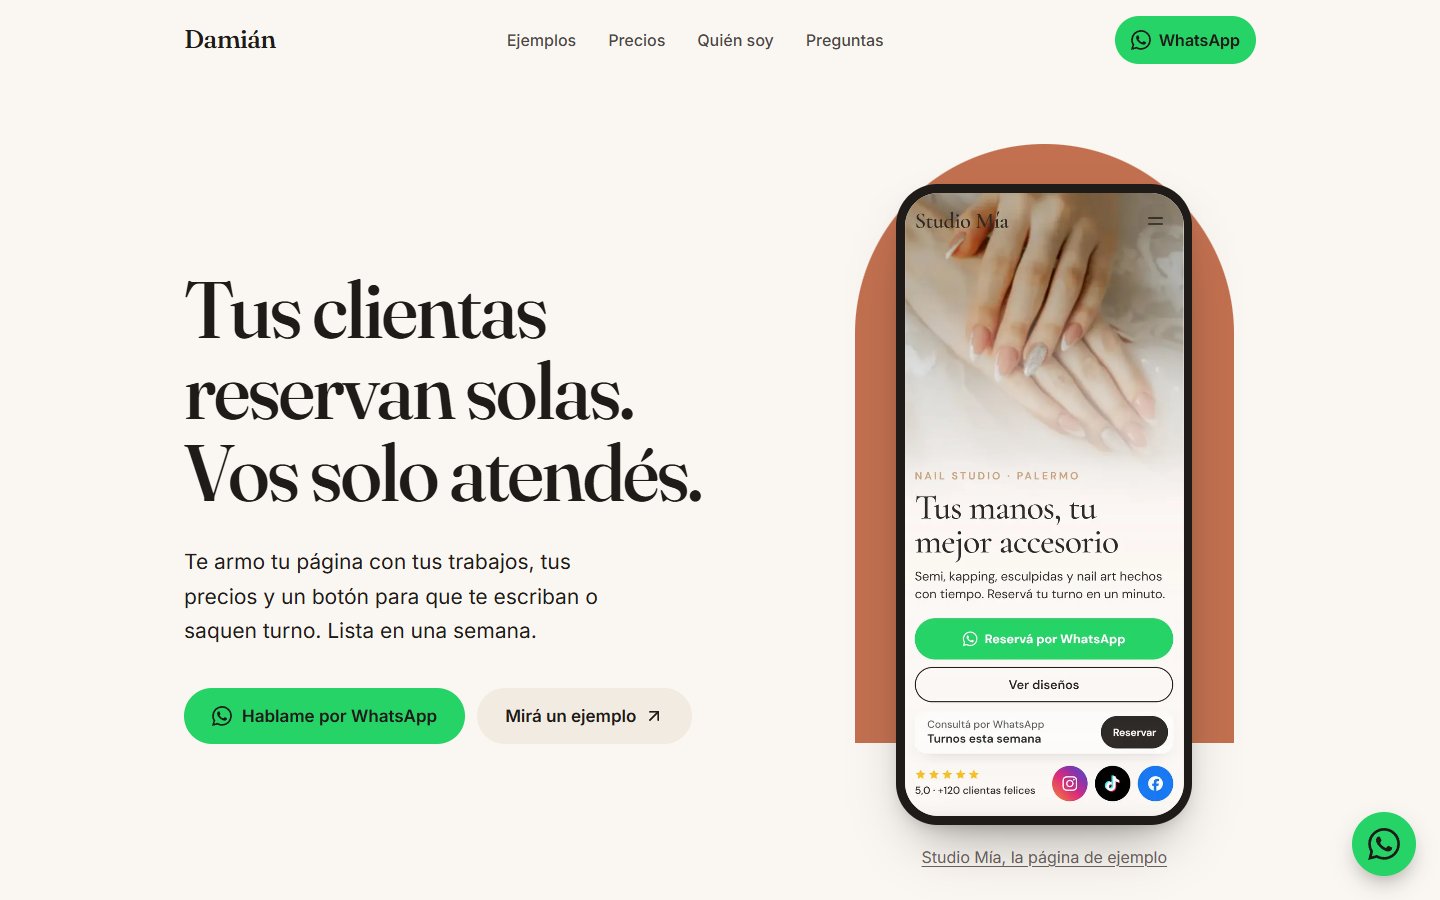 Damián
Ejemplos
Precios
Quién soy
Preguntas
WhatsApp
Tus clientas
reservan solas.
Vos solo atendés.
Te armo tu página con tus trabajos, tus
precios y un botón para que te escriban o
saquen turno. Lista en una semana.
Hablame por WhatsApp
Mirá un ejemplo
Studio Mía
NAIL STUDIO · PALERMO
Tus manos, tu
mejor accesorio
Semi, kapping, esculpidas y nail art hechos
con tiempo. Reservá tu turno en un minuto.
Reservá por WhatsApp
Ver diseños
Consultá por WhatsApp
Turnos esta semana
Reservar
5,0 · +120 clientas felices
Studio Mía, la página de ejemplo